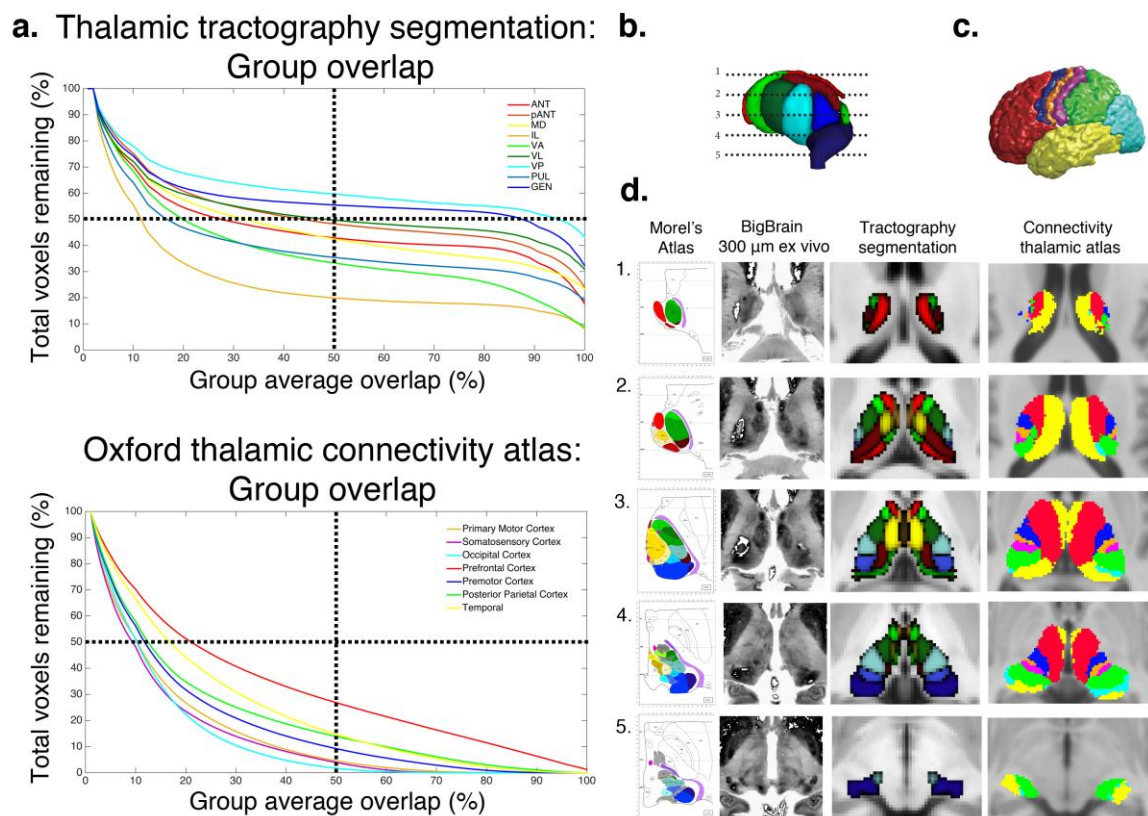 a. Thalamic tractography segmentation:
Group overlap
Total voxels remaining (%)
100
90
80
70
60
50
40
30
20
10
0
0 10 20 30 40 50 60 70 80 90 100
Group average overlap (%)
ANT
pANT
MD
IL
VA
VL
VP
PUL
GEN
Oxford thalamic connectivity atlas:
Group overlap
Total voxels remaining (%)
100
90
80
70
60
50
40
30
20
10
0
0 10 20 30 40 50 60 70 80 90 100
Group average overlap (%)
Primary Motor Cortex
Somatosensory Cortex
Occipital Cortex
Prefrontal Cortex
Premotor Cortex
Posterior Parietal Cortex
Temporal
b.
1
2
3
4
5
c.
d.
Morel's
Atlas
BigBrain
300 µm ex vivo
Tractography
segmentation
Connectivity
thalamic atlas
1.
2.
3.
4.
5.